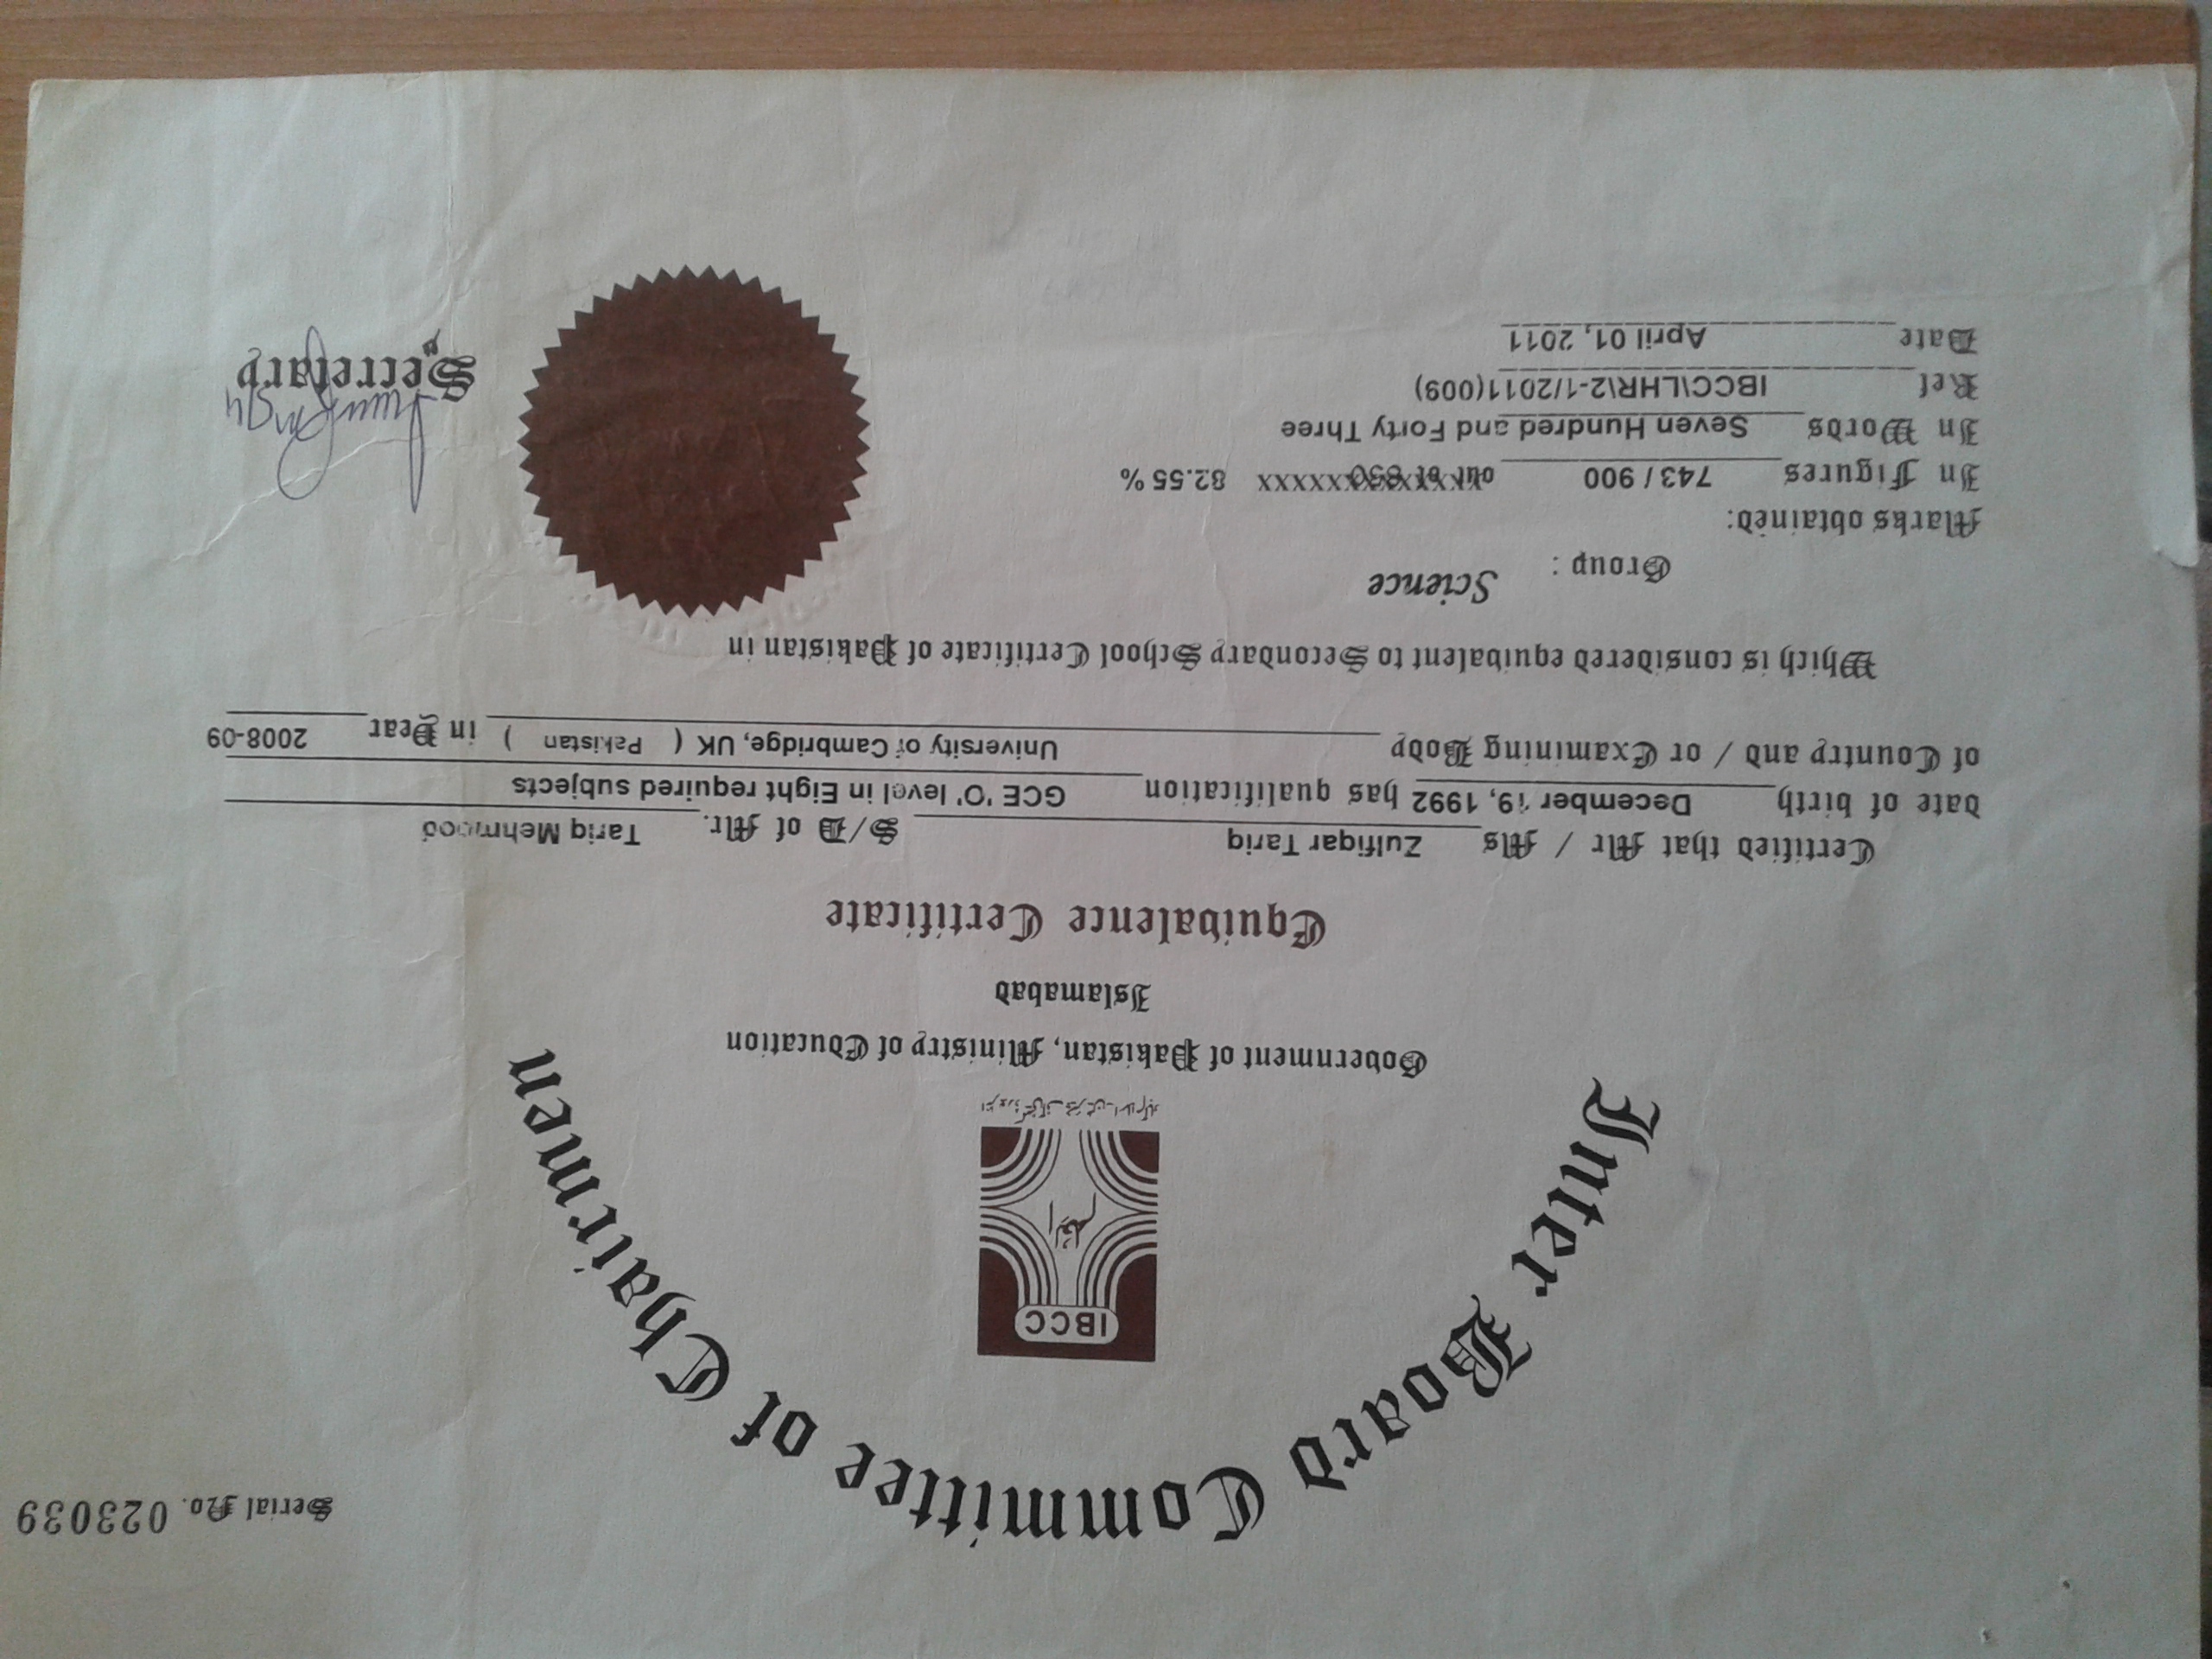 Serial No. 023039
Inter Board Committee of Chairmen
IBCC
Government of Pakistan, Ministry of Education
Islamabad
Equivalence Certificate
Certified that Mr / Ms Zulfiqar Tariq S/D of Mr. Tariq Mehmood
date of birth December 19, 1992 has qualification GCE 'O' level in Eight required subjects
of Country and / or Examining Body University of Cambridge, UK ( Pakistan ) in Year 2008-09
Which is considered equivalent to Secondary School Certificate of Pakistan in
Group : Science
Marks obtained:
In Figures 743 / 900 out of 850 82.55 %
In Words Seven Hundred and Forty Three
Ref IBCC\LHR\2-1/2011(009)
Date April 01, 2011
Secretary